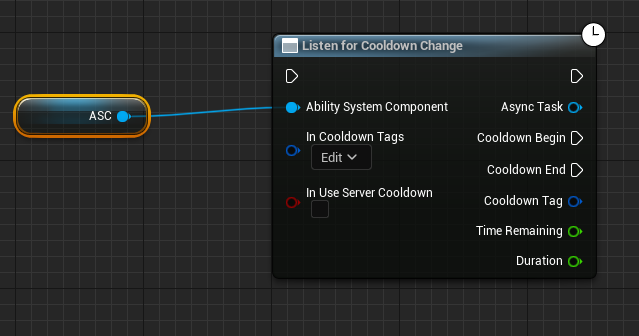 Listen for Cooldown Change
ASC
Ability System Component
Async Task
In Cooldown Tags
Edit
Cooldown Begin
Cooldown End
In Use Server Cooldown
Cooldown Tag
Time Remaining
Duration